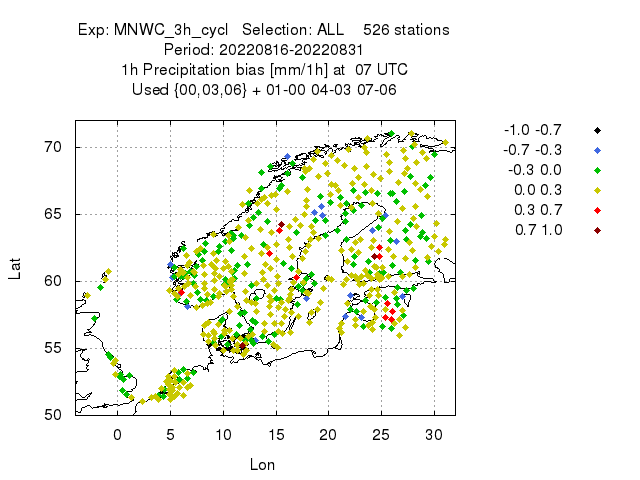 Exp: MNWC_3h_cycl   Selection: ALL    526 stations
Period: 20220816-20220831
1h Precipitation bias [mm/1h] at  07 UTC
Used {00,03,06} + 01-00 04-03 07-06
-1.0 -0.7
-0.7 -0.3
-0.3 0.0
0.0 0.3
0.3 0.7
0.7 1.0
70
65
60
55
50
Lat
0 5 10 15 20 25 30
Lon